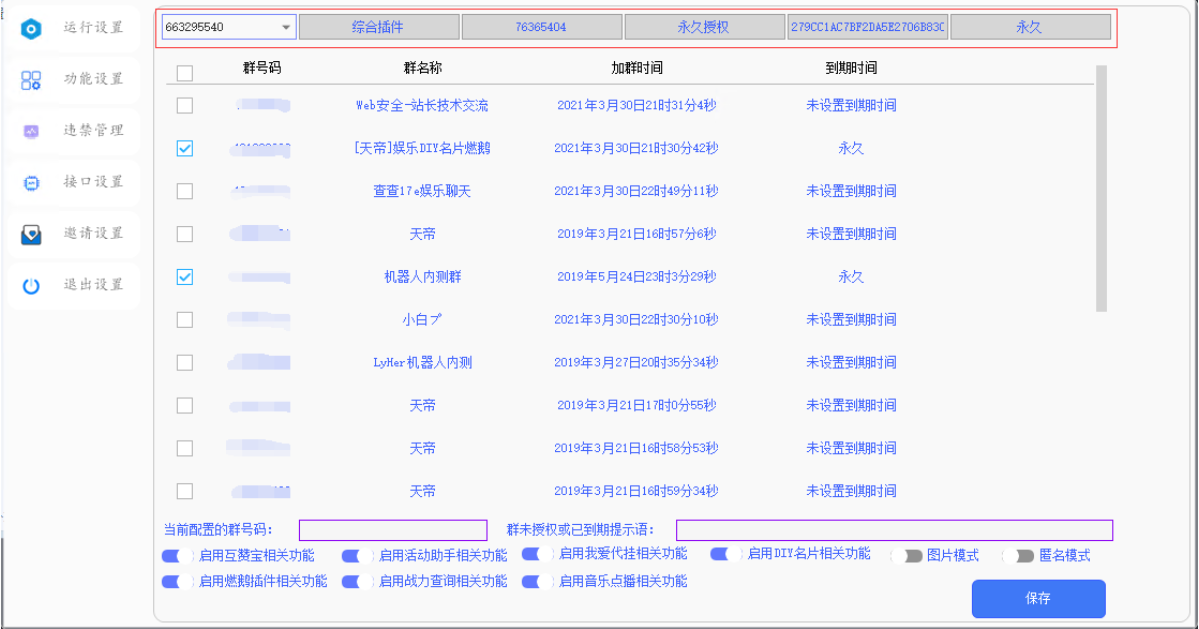 运行设置
功能设置
违禁管理
接口设置
邀请设置
退出设置
663295540 综合插件 76365404 永久授权 279CC1AC7BF2DA5E2706B830 永久
群号码 群名称 加群时间 到期时间
Web安全-站长技术交流 2021年3月30日21时31分4秒 未设置到期时间
[天帝]娱乐DIY名片燃鹅 2021年3月30日21时30分42秒 永久
查查17e娱乐聊天 2021年3月30日22时49分11秒 未设置到期时间
天帝 2019年3月21日16时57分6秒 未设置到期时间
机器人内测群 2019年5月24日23时3分29秒 永久
小白プ 2021年3月30日22时30分10秒 未设置到期时间
LyHer机器人内测 2019年3月27日20时35分34秒 未设置到期时间
天帝 2019年3月21日17时0分55秒 未设置到期时间
天帝 2019年3月21日16时58分53秒 未设置到期时间
天帝 2019年3月21日16时59分34秒 未设置到期时间
当前配置的群号码: 群未授权或已到期提示语:
启用互赞宝相关功能 启用活动助手相关功能 启用我爱代挂相关功能 启用DIY名片相关功能 图片模式 匿名模式
启用燃鹅插件相关功能 启用战力查询相关功能 启用音乐点播相关功能
保存